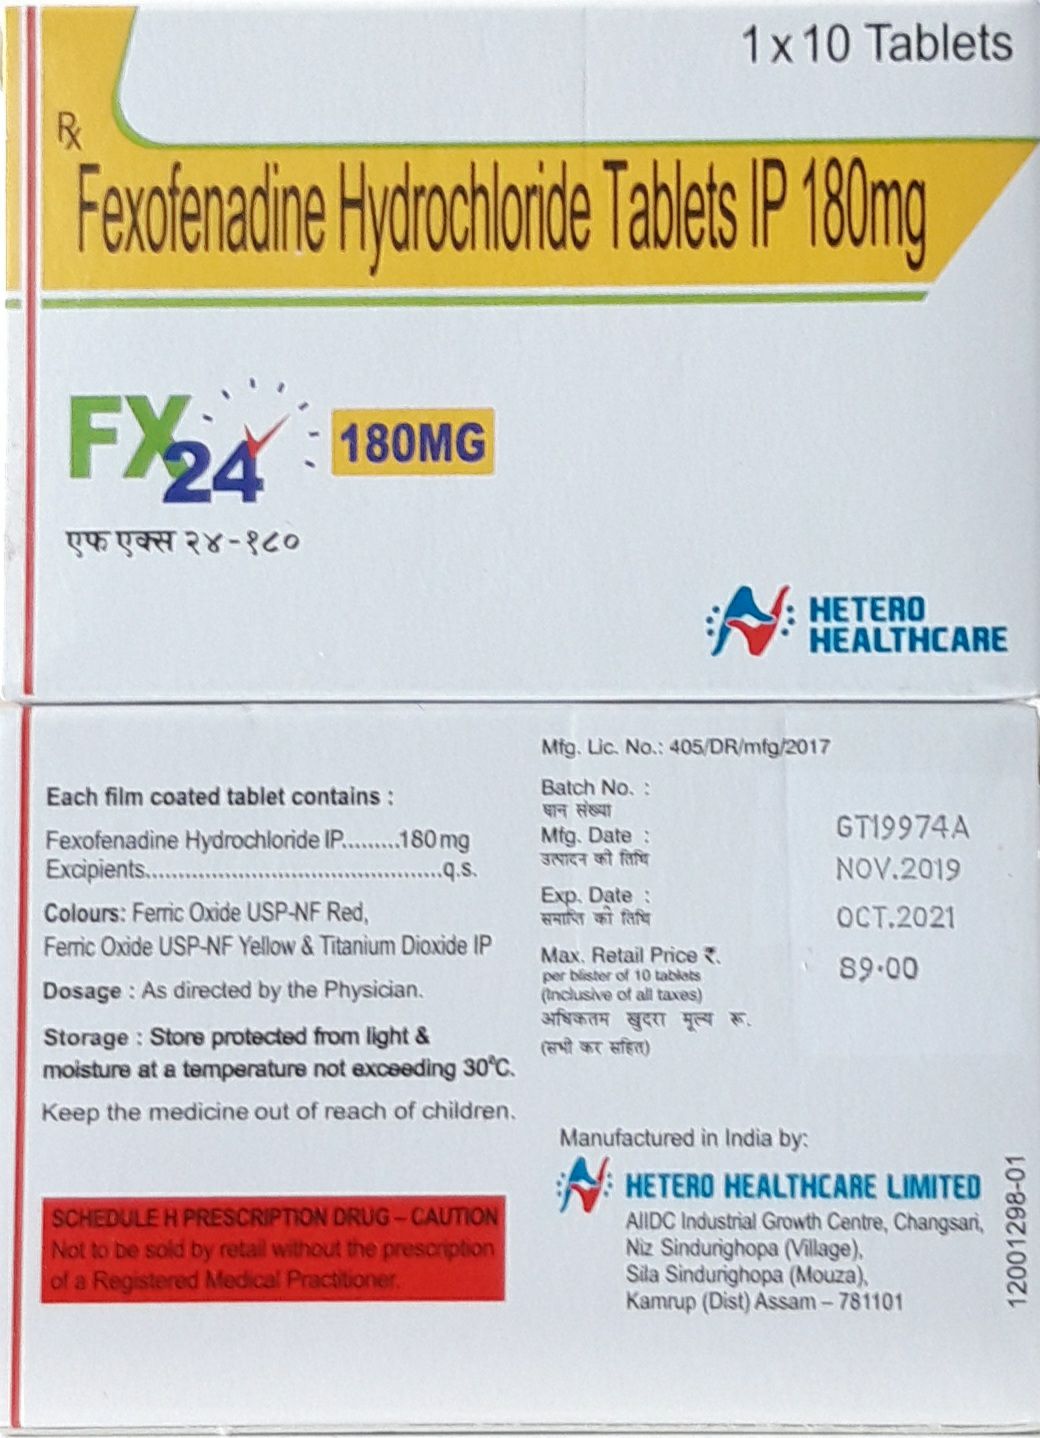 1 x 10 Tablets
Rx
Fexofenadine Hydrochloride Tablets IP 180mg
FX24 180MG
एफ एक्स २४-१८०
HETERO
HEALTHCARE
Each film coated tablet contains :
Fexofenadine Hydrochloride IP.........180mg
Excipients...............................................q.s.
Colours: Ferric Oxide USP-NF Red,
Ferric Oxide USP-NF Yellow & Titanium Dioxide IP
Dosage : As directed by the Physician.
Storage : Store protected from light &
moisture at a temperature not exceeding 30°C.
Keep the medicine out of reach of children.
SCHEDULE H PRESCRIPTION DRUG – CAUTION
Not to be sold by retail without the prescription
of a Registered Medical Practitioner.
Mfg. Lic. No.: 405/DR/mfg/2017
Batch No. :
घान संख्या
GT19974A
Mfg. Date :
उत्पादन की तिथि
NOV.2019
Exp. Date :
समाप्ति की तिथि
OCT.2021
Max. Retail Price ₹.
per blister of 10 tablets
(Inclusive of all taxes)
89.00
अधिकतम खुदरा मूल्य रू.
(सभी कर सहित)
Manufactured in India by:
HETERO HEALTHCARE LIMITED
AIIDC Industrial Growth Centre, Changsari,
Niz Sindurighopa (Village),
Sila Sindurighopa (Mouza),
Kamrup (Dist) Assam – 781101
12001298-01